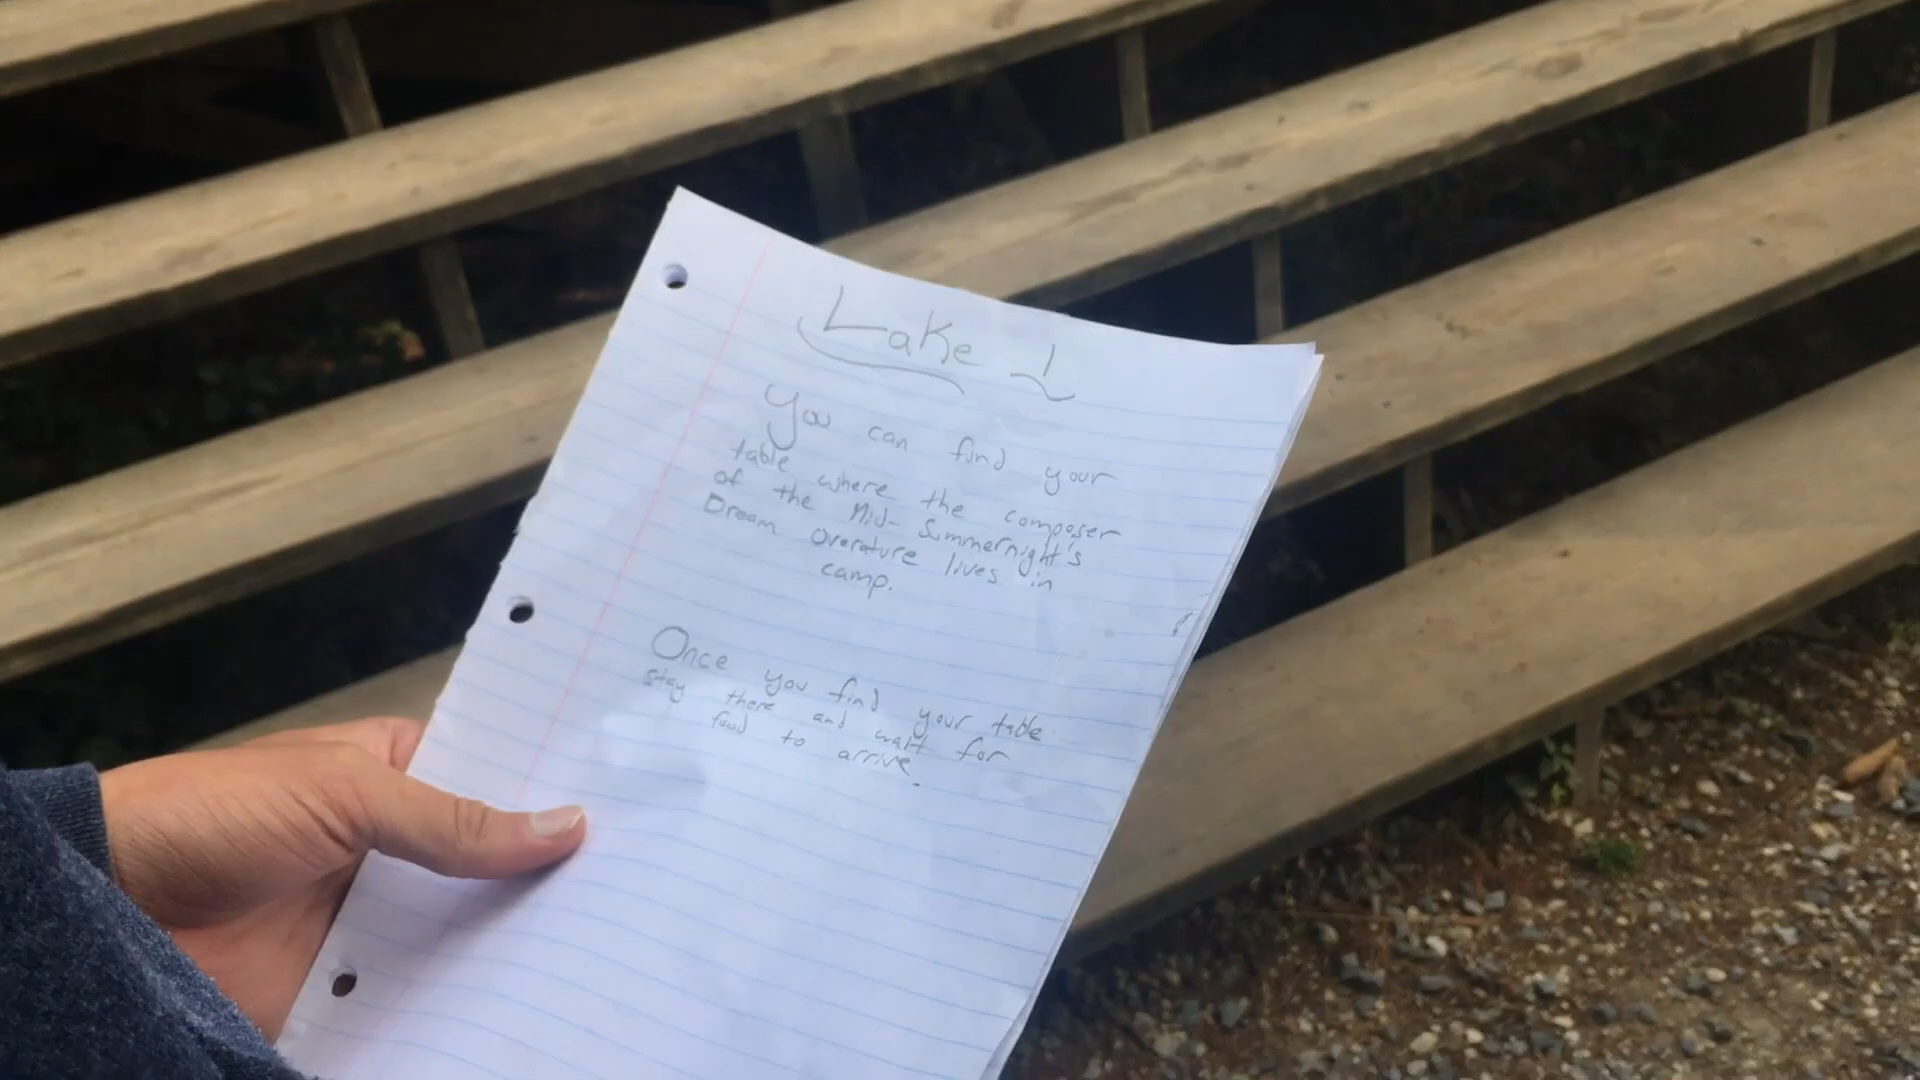 Lake 1
You can find your
table where the composer
of the Mid-Summernight's
Dream Overature lives in
camp.
Once you find your table
stay there and wait for
food to arrive.